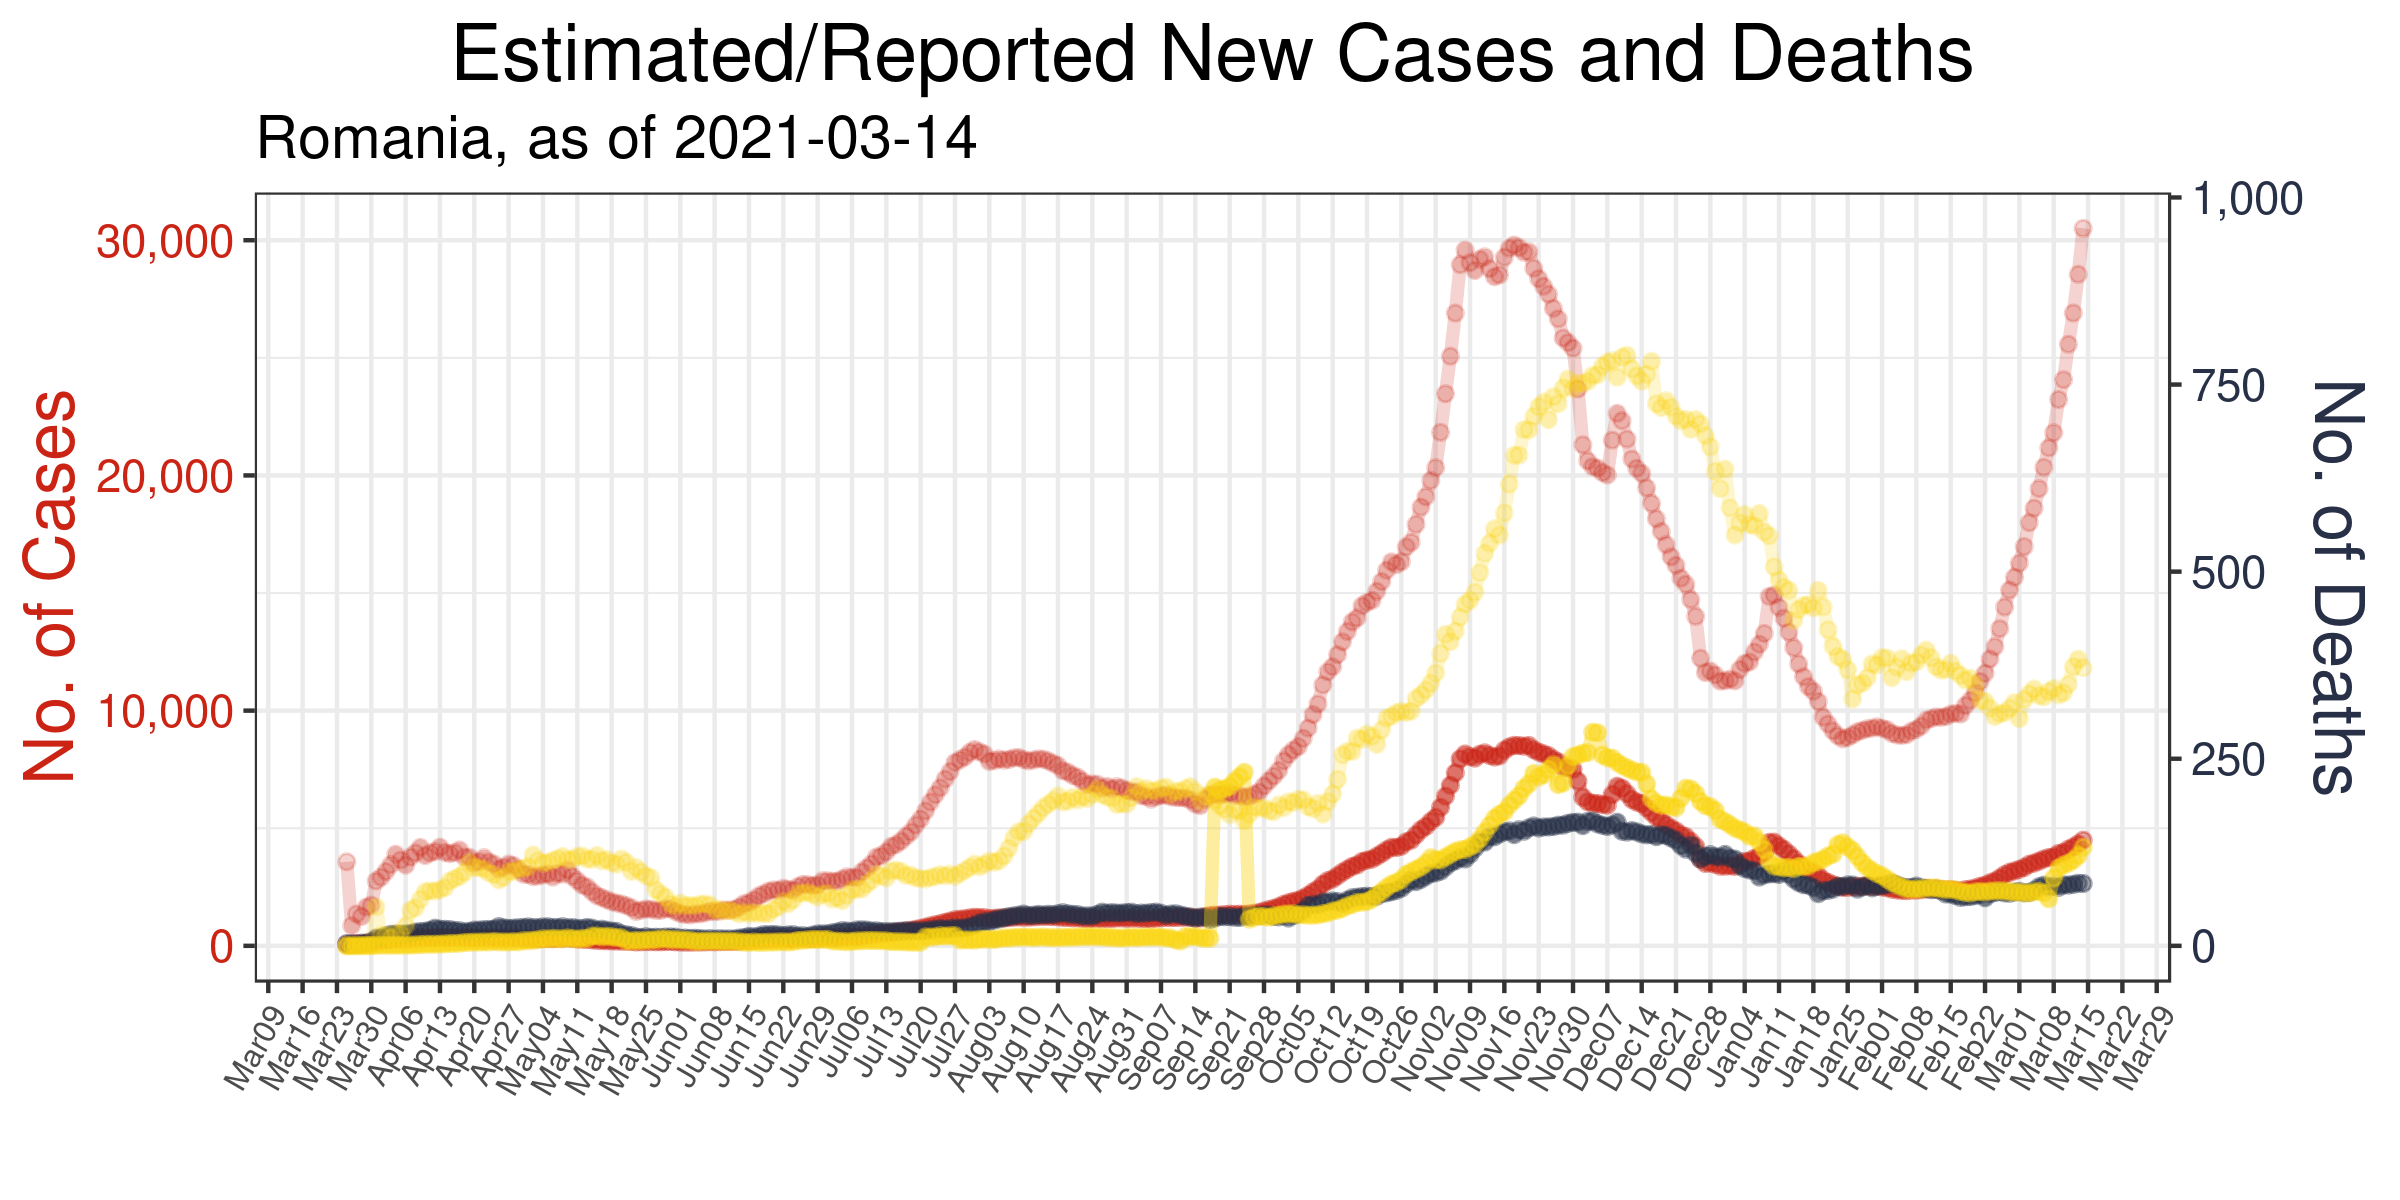 Estimated/Reported New Cases and Deaths
Romania, as of 2021-03-14
No. of Cases
30,000
20,000
10,000
0
1,000
750
500
250
0
No. of Deaths
Mar09
Mar16
Mar23
Mar30
Apr06
Apr13
Apr20
Apr27
May04
May11
May18
May25
Jun01
Jun08
Jun15
Jun22
Jun29
Jul06
Jul13
Jul20
Jul27
Aug03
Aug10
Aug17
Aug24
Aug31
Sep07
Sep14
Sep21
Sep28
Oct05
Oct12
Oct19
Oct26
Nov02
Nov09
Nov16
Nov23
Nov30
Dec07
Dec14
Dec21
Dec28
Jan04
Jan11
Jan18
Jan25
Feb01
Feb08
Feb15
Feb22
Mar01
Mar08
Mar15
Mar22
Mar29